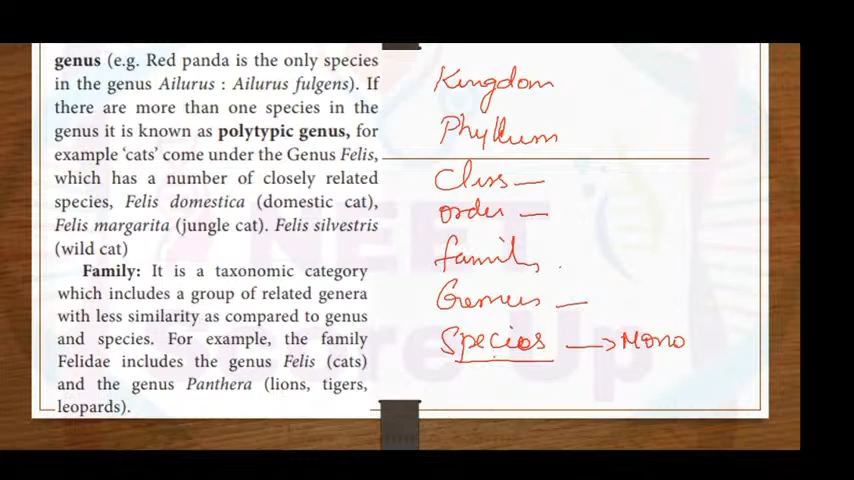 genus (e.g. Red panda is the only species
in the genus Ailurus : Ailurus fulgens). If
there are more than one species in the
genus it is known as polytypic genus, for
example ‘cats’ come under the Genus Felis,
which has a number of closely related
species, Felis domestica (domestic cat),
Felis margarita (jungle cat). Felis silvestris
(wild cat)
Family: It is a taxonomic category
which includes a group of related genera
with less similarity as compared to genus
and species. For example, the family
Felidae includes the genus Felis (cats)
and the genus Panthera (lions, tigers,
leopards).
Kingdom
Phyllum
Class —
order —
family
Genus —
Species —> Mono
NEET
Score Up